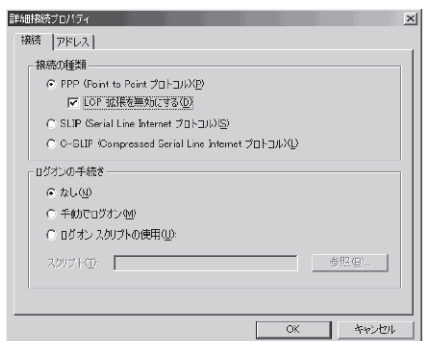 詳細接続プロパティ
接続 アドレス
接続の種類
PPP (Point to Point プロトコル)(P)
LCP 拡張を無効にする(D)
SLIP (Serial Line Internet プロトコル)(S)
C-SLIP (Compressed Serial Line Internet プロトコル)(L)
ログオンの手続き
なし(N)
手動でログオン(M)
ログオン スクリプトの使用(U):
スクリプト(T): 参照(B)...
OK キャンセル